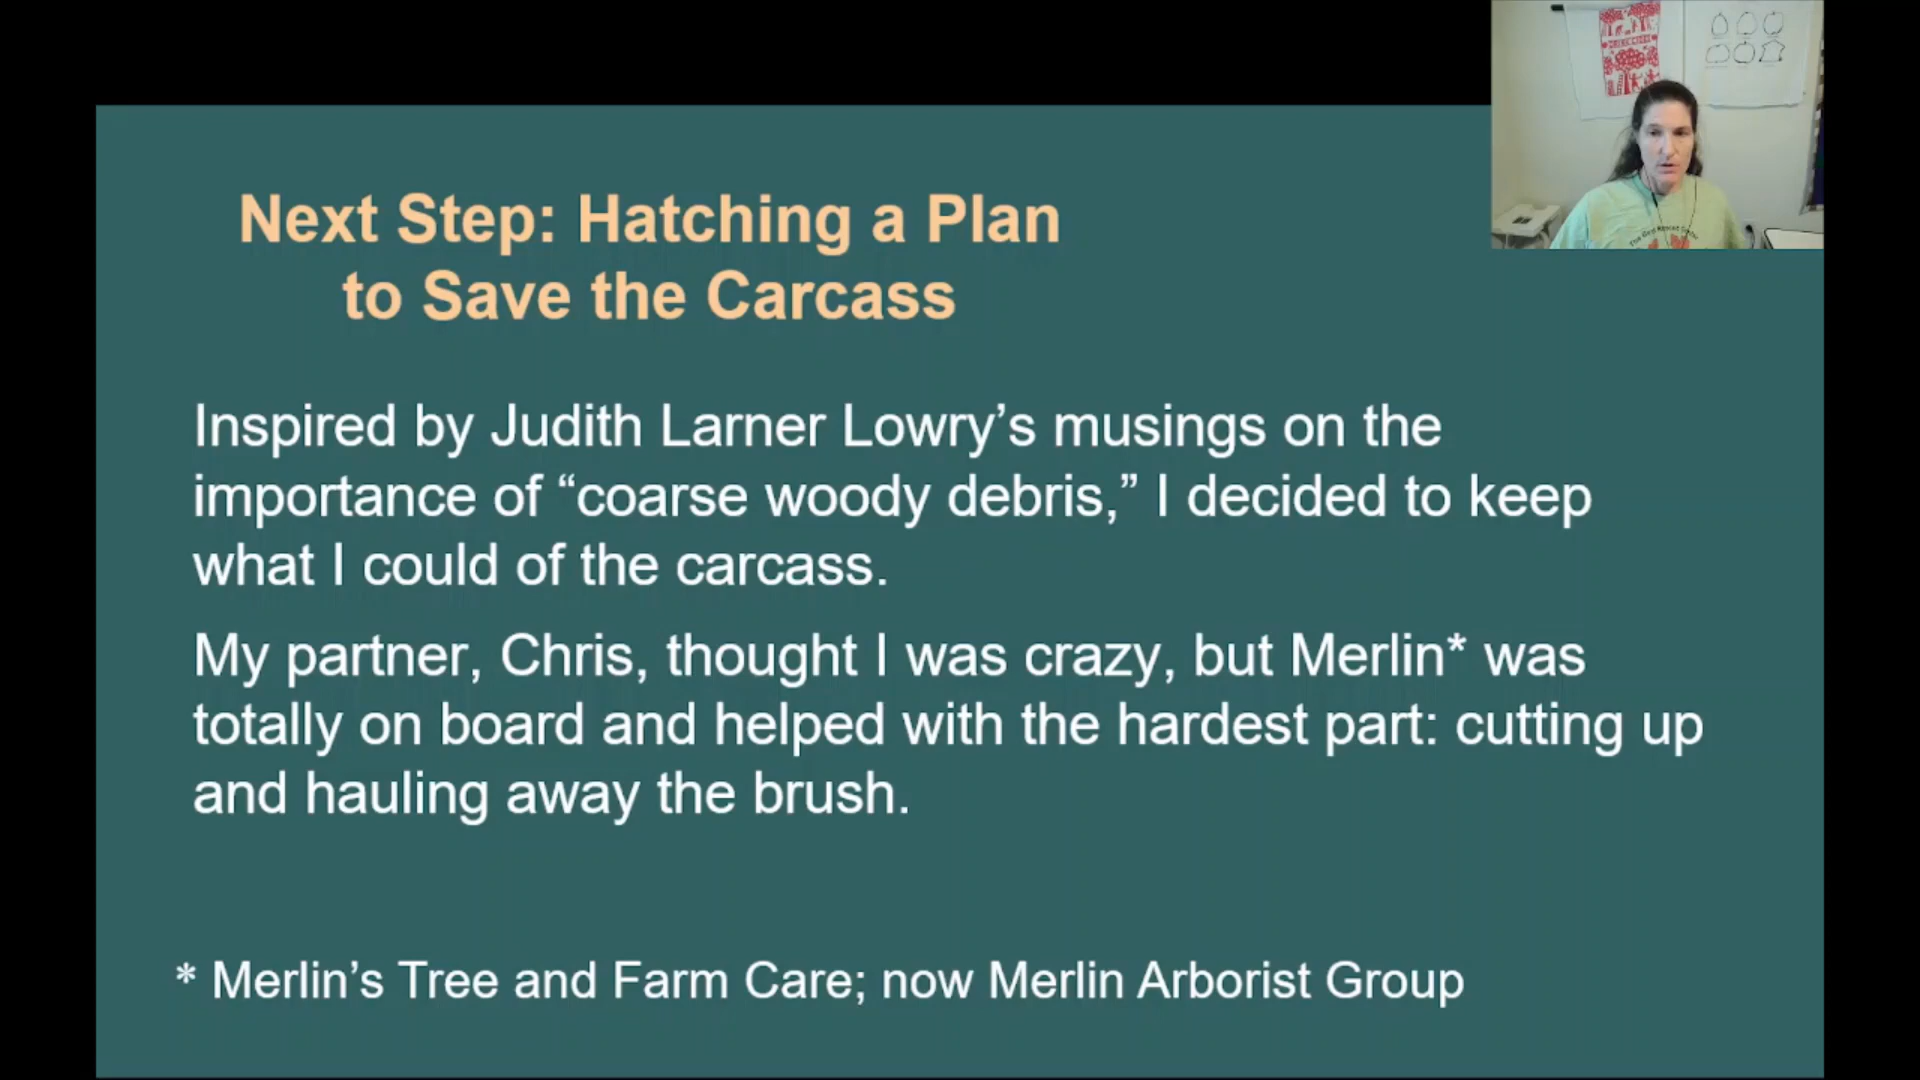 Next Step: Hatching a Plan
to Save the Carcass
Inspired by Judith Larner Lowry’s musings on the
importance of “coarse woody debris,” I decided to keep
what I could of the carcass.
My partner, Chris, thought I was crazy, but Merlin* was
totally on board and helped with the hardest part: cutting up
and hauling away the brush.
* Merlin’s Tree and Farm Care; now Merlin Arborist Group